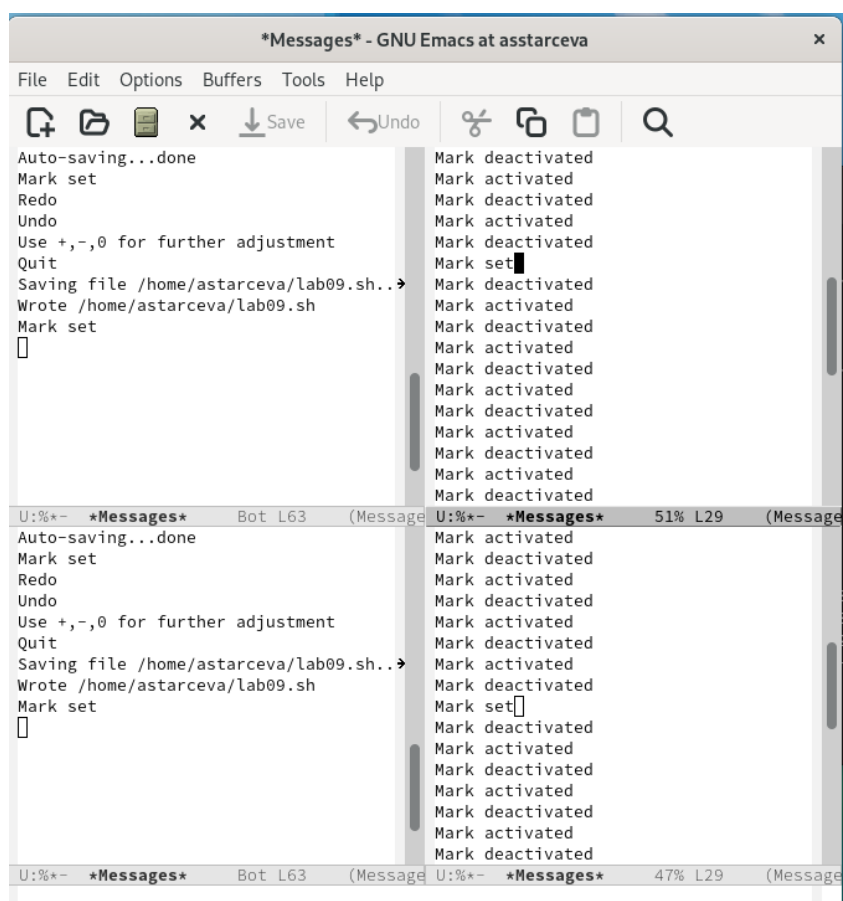 *Messages* - GNU Emacs at asstarceva
File Edit Options Buffers Tools Help
Save Undo
Auto-saving...done
Mark set
Redo
Undo
Use +,-,0 for further adjustment
Quit
Saving file /home/astarceva/lab09.sh..
Wrote /home/astarceva/lab09.sh
Mark set
U:%*- *Messages* Bot L63 (Message
Mark deactivated
Mark activated
Mark deactivated
Mark activated
Mark deactivated
Mark set
Mark deactivated
Mark activated
Mark deactivated
Mark activated
Mark deactivated
Mark activated
Mark deactivated
Mark activated
Mark deactivated
Mark activated
Mark deactivated
U:%*- *Messages* 51% L29 (Message
Auto-saving...done
Mark set
Redo
Undo
Use +,-,0 for further adjustment
Quit
Saving file /home/astarceva/lab09.sh..
Wrote /home/astarceva/lab09.sh
Mark set
U:%*- *Messages* Bot L63 (Message
Mark activated
Mark deactivated
Mark activated
Mark deactivated
Mark activated
Mark deactivated
Mark activated
Mark deactivated
Mark set
Mark deactivated
Mark activated
Mark deactivated
Mark activated
Mark deactivated
Mark activated
Mark deactivated
U:%*- *Messages* 47% L29 (Message